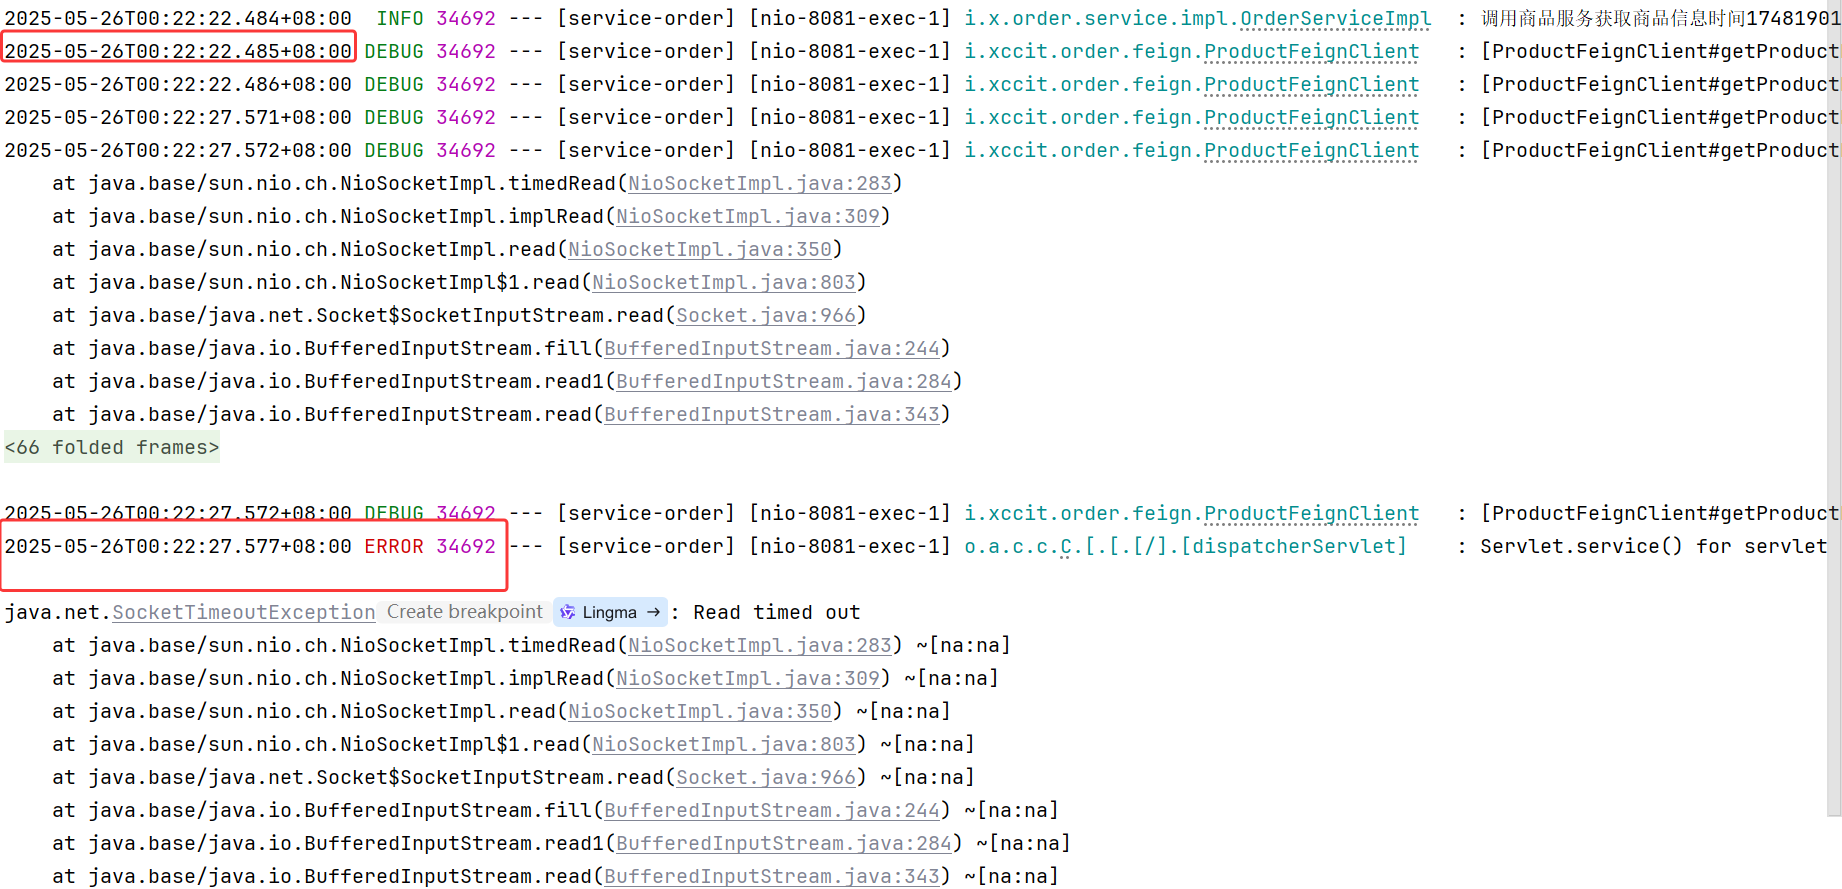 2025-05-26T00:22:22.484+08:00  INFO 34692 --- [service-order] [nio-8081-exec-1] i.x.order.service.impl.OrderServiceImpl  : 调用商品服务获取商品信息时间17481901
2025-05-26T00:22:22.485+08:00 DEBUG 34692 --- [service-order] [nio-8081-exec-1] i.xccit.order.feign.ProductFeignClient   : [ProductFeignClient#getProduct
2025-05-26T00:22:22.486+08:00 DEBUG 34692 --- [service-order] [nio-8081-exec-1] i.xccit.order.feign.ProductFeignClient   : [ProductFeignClient#getProduct
2025-05-26T00:22:27.571+08:00 DEBUG 34692 --- [service-order] [nio-8081-exec-1] i.xccit.order.feign.ProductFeignClient   : [ProductFeignClient#getProduct
2025-05-26T00:22:27.572+08:00 DEBUG 34692 --- [service-order] [nio-8081-exec-1] i.xccit.order.feign.ProductFeignClient   : [ProductFeignClient#getProduct
    at java.base/sun.nio.ch.NioSocketImpl.timedRead(NioSocketImpl.java:283)
    at java.base/sun.nio.ch.NioSocketImpl.implRead(NioSocketImpl.java:309)
    at java.base/sun.nio.ch.NioSocketImpl.read(NioSocketImpl.java:350)
    at java.base/sun.nio.ch.NioSocketImpl$1.read(NioSocketImpl.java:803)
    at java.base/java.net.Socket$SocketInputStream.read(Socket.java:966)
    at java.base/java.io.BufferedInputStream.fill(BufferedInputStream.java:244)
    at java.base/java.io.BufferedInputStream.read1(BufferedInputStream.java:284)
    at java.base/java.io.BufferedInputStream.read(BufferedInputStream.java:343)
<66 folded frames>
2025-05-26T00:22:27.572+08:00 DEBUG 34692 --- [service-order] [nio-8081-exec-1] i.xccit.order.feign.ProductFeignClient   : [ProductFeignClient#getProduct
2025-05-26T00:22:27.577+08:00 ERROR 34692 --- [service-order] [nio-8081-exec-1] o.a.c.c.C.[.[.[/].[dispatcherServlet]    : Servlet.service() for servlet
java.net.SocketTimeoutException Create breakpoint Lingma → : Read timed out
    at java.base/sun.nio.ch.NioSocketImpl.timedRead(NioSocketImpl.java:283) ~[na:na]
    at java.base/sun.nio.ch.NioSocketImpl.implRead(NioSocketImpl.java:309) ~[na:na]
    at java.base/sun.nio.ch.NioSocketImpl.read(NioSocketImpl.java:350) ~[na:na]
    at java.base/sun.nio.ch.NioSocketImpl$1.read(NioSocketImpl.java:803) ~[na:na]
    at java.base/java.net.Socket$SocketInputStream.read(Socket.java:966) ~[na:na]
    at java.base/java.io.BufferedInputStream.fill(BufferedInputStream.java:244) ~[na:na]
    at java.base/java.io.BufferedInputStream.read1(BufferedInputStream.java:284) ~[na:na]
    at java.base/java.io.BufferedInputStream.read(BufferedInputStream.java:343) ~[na:na]